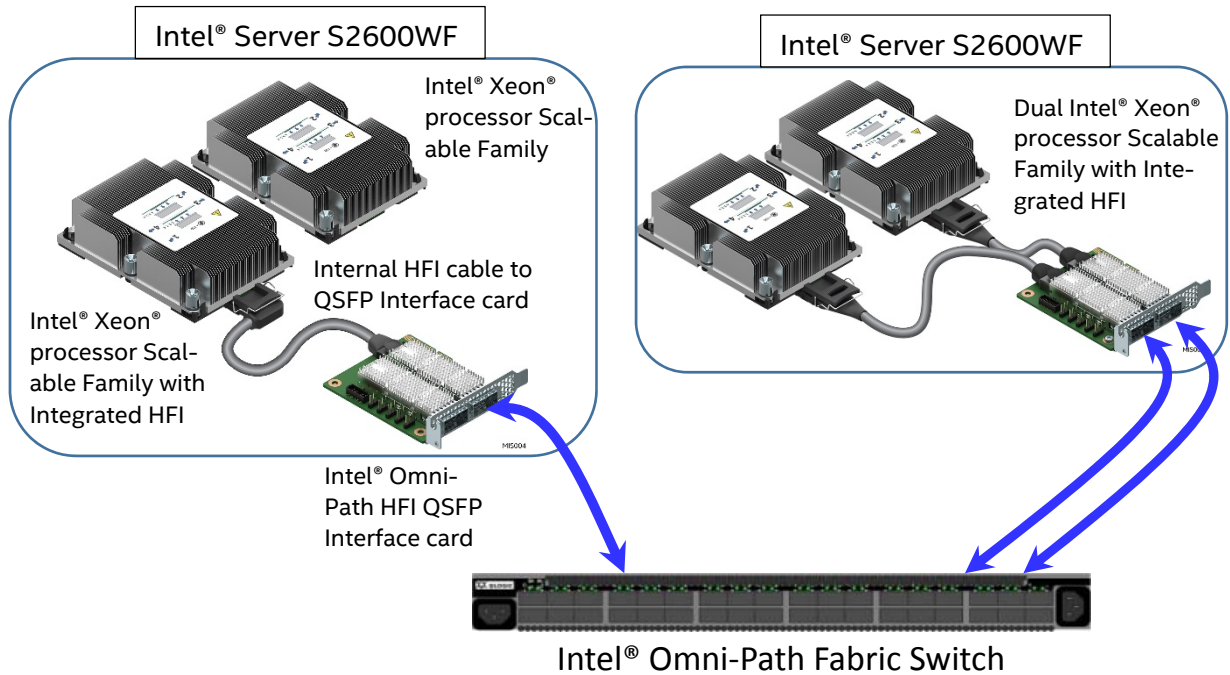 Intel® Server S2600WF
Intel® Xeon®
processor Scal-
able Family
Internal HFI cable to
QSFP Interface card
Intel® Xeon®
processor Scal-
able Family with
Integrated HFI
MIS004
Intel® Omni-
Path HFI QSFP
Interface card
Intel® Server S2600WF
Dual Intel® Xeon®
processor Scalable
Family with Inte-
grated HFI
Intel® Omni-Path Fabric Switch